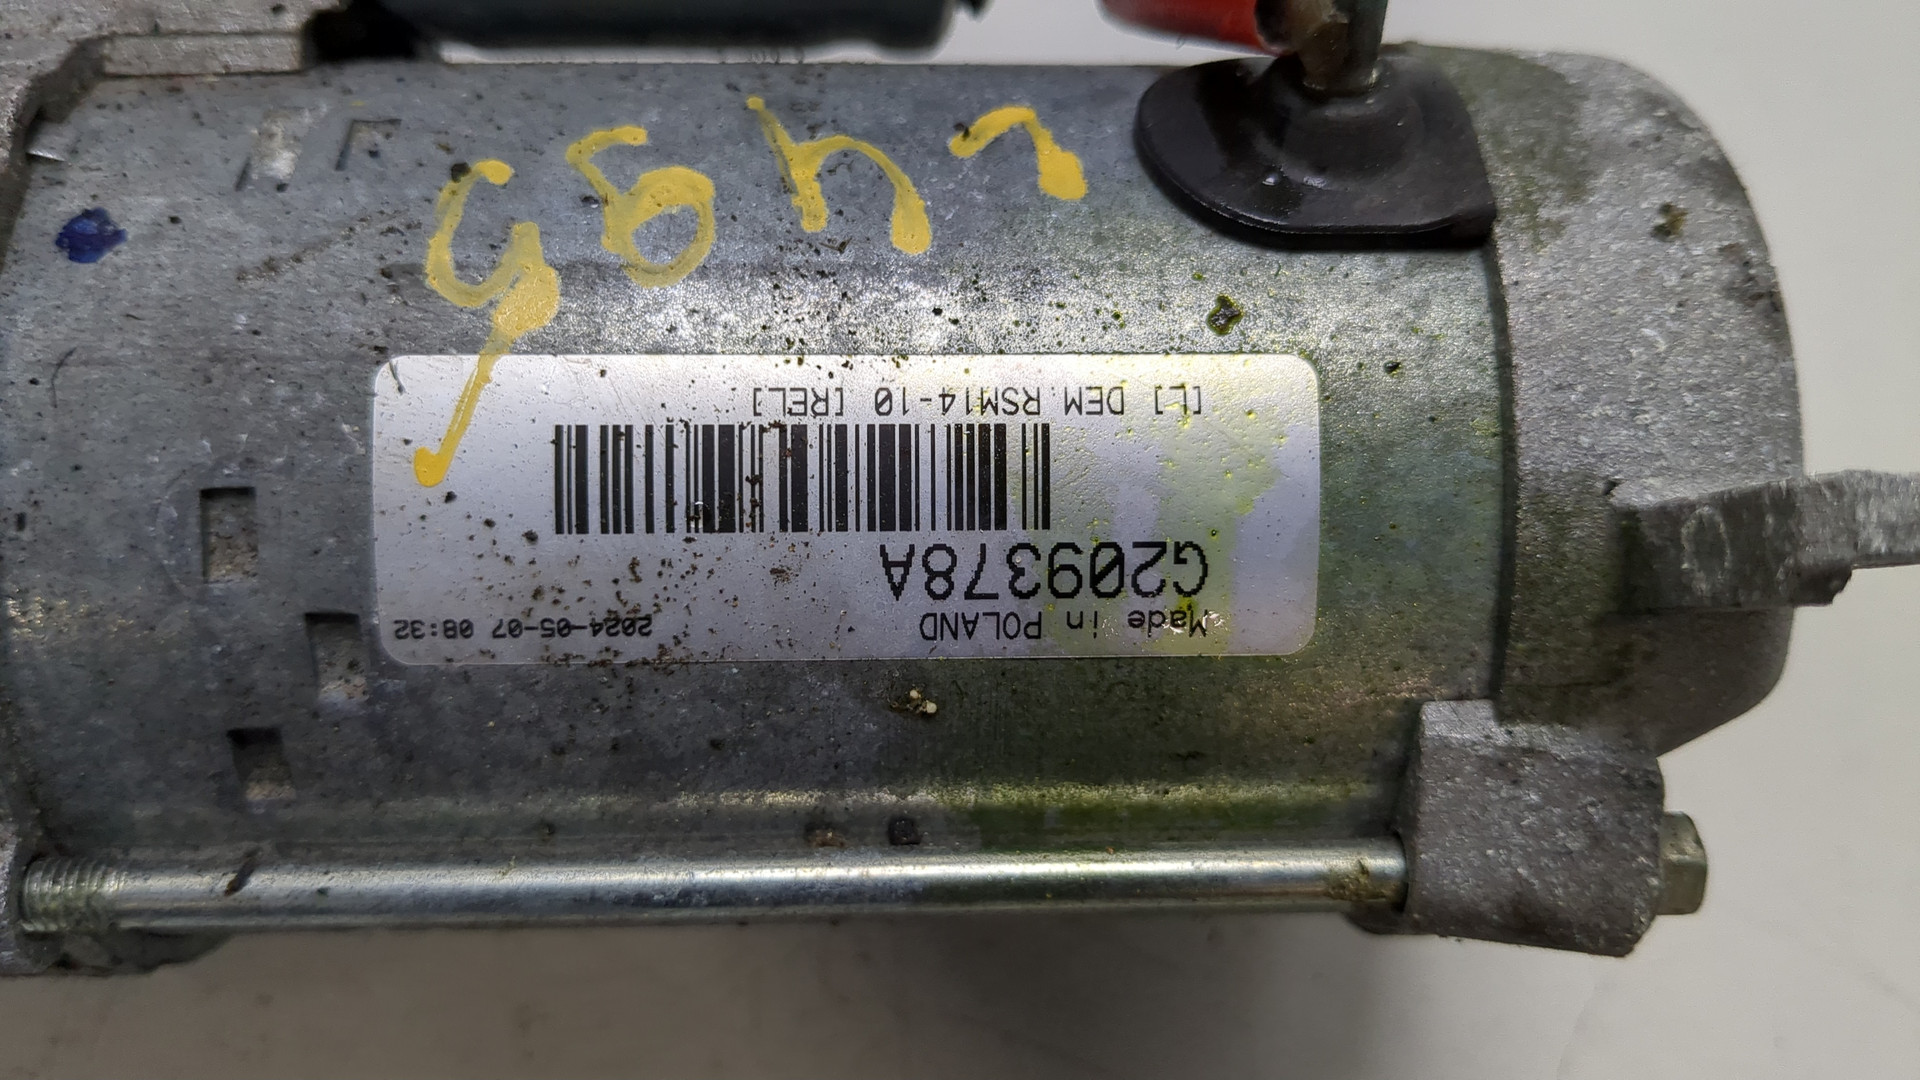 Made in POLAND 2024-05-07 08:32
G209378A
[L] DEM.RSM14-10 [REL]